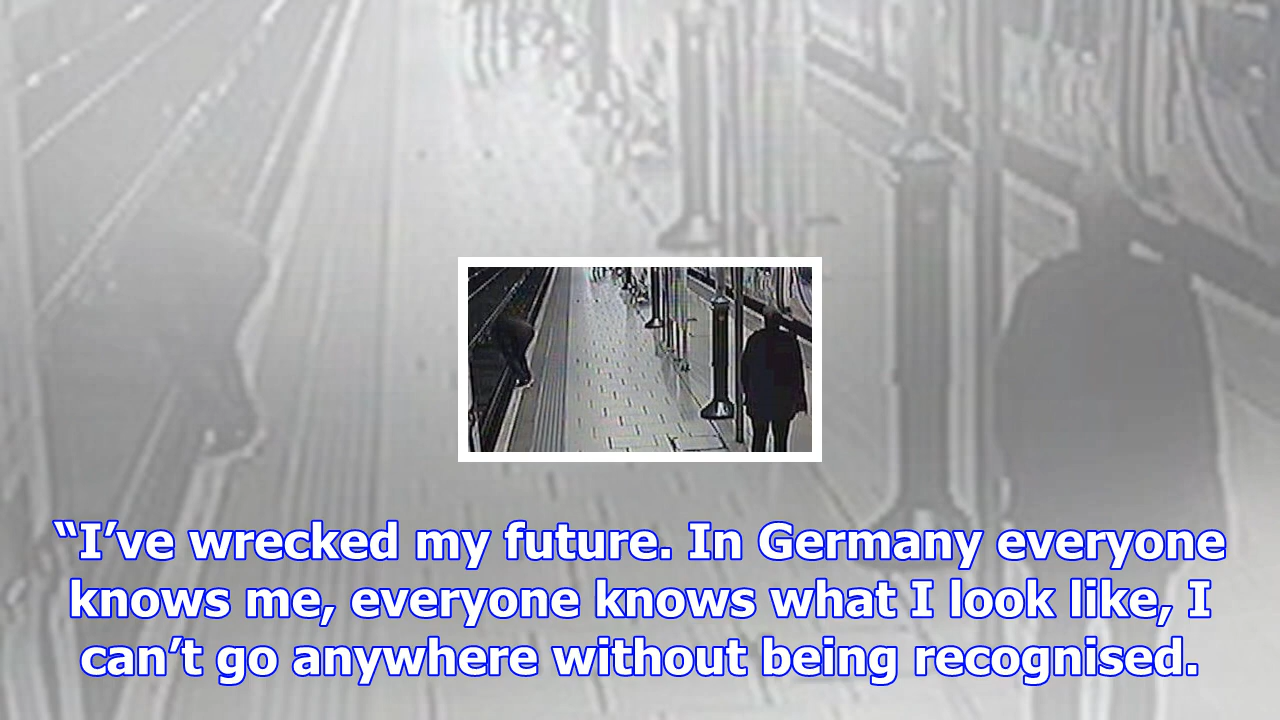 “I’ve wrecked my future. In Germany everyone
knows me, everyone knows what I look like, I
can’t go anywhere without being recognised.